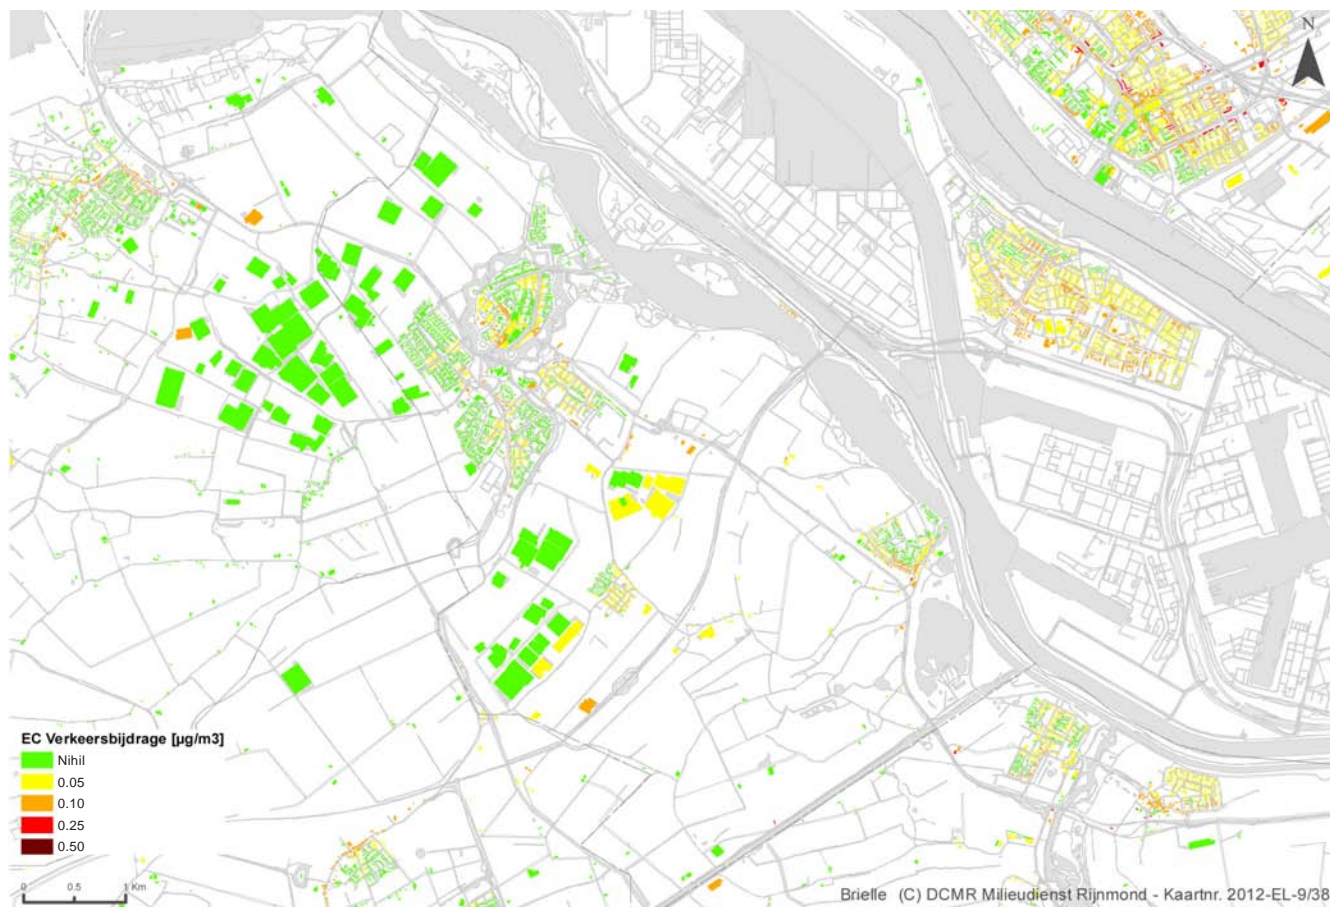 N
EC Verkeersbijdrage [µg/m3]
Nihil
0.05
0.10
0.25
0.50
0 0.5 1 Km
Brielle (C) DCMR Milieudienst Rijnmond - Kaartnr. 2012-EL-9/38